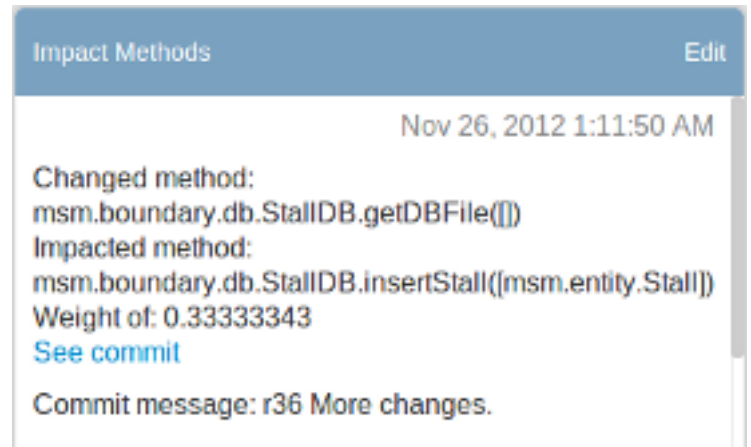 Impact Methods Edit
Nov 26, 2012 1:11:50 AM
Changed method:
msm.boundary.db.StallDB.getDBFile([])
Impacted method:
msm.boundary.db.StallDB.insertStall([msm.entity.Stall])
Weight of: 0.33333343
See commit
Commit message: r36 More changes.